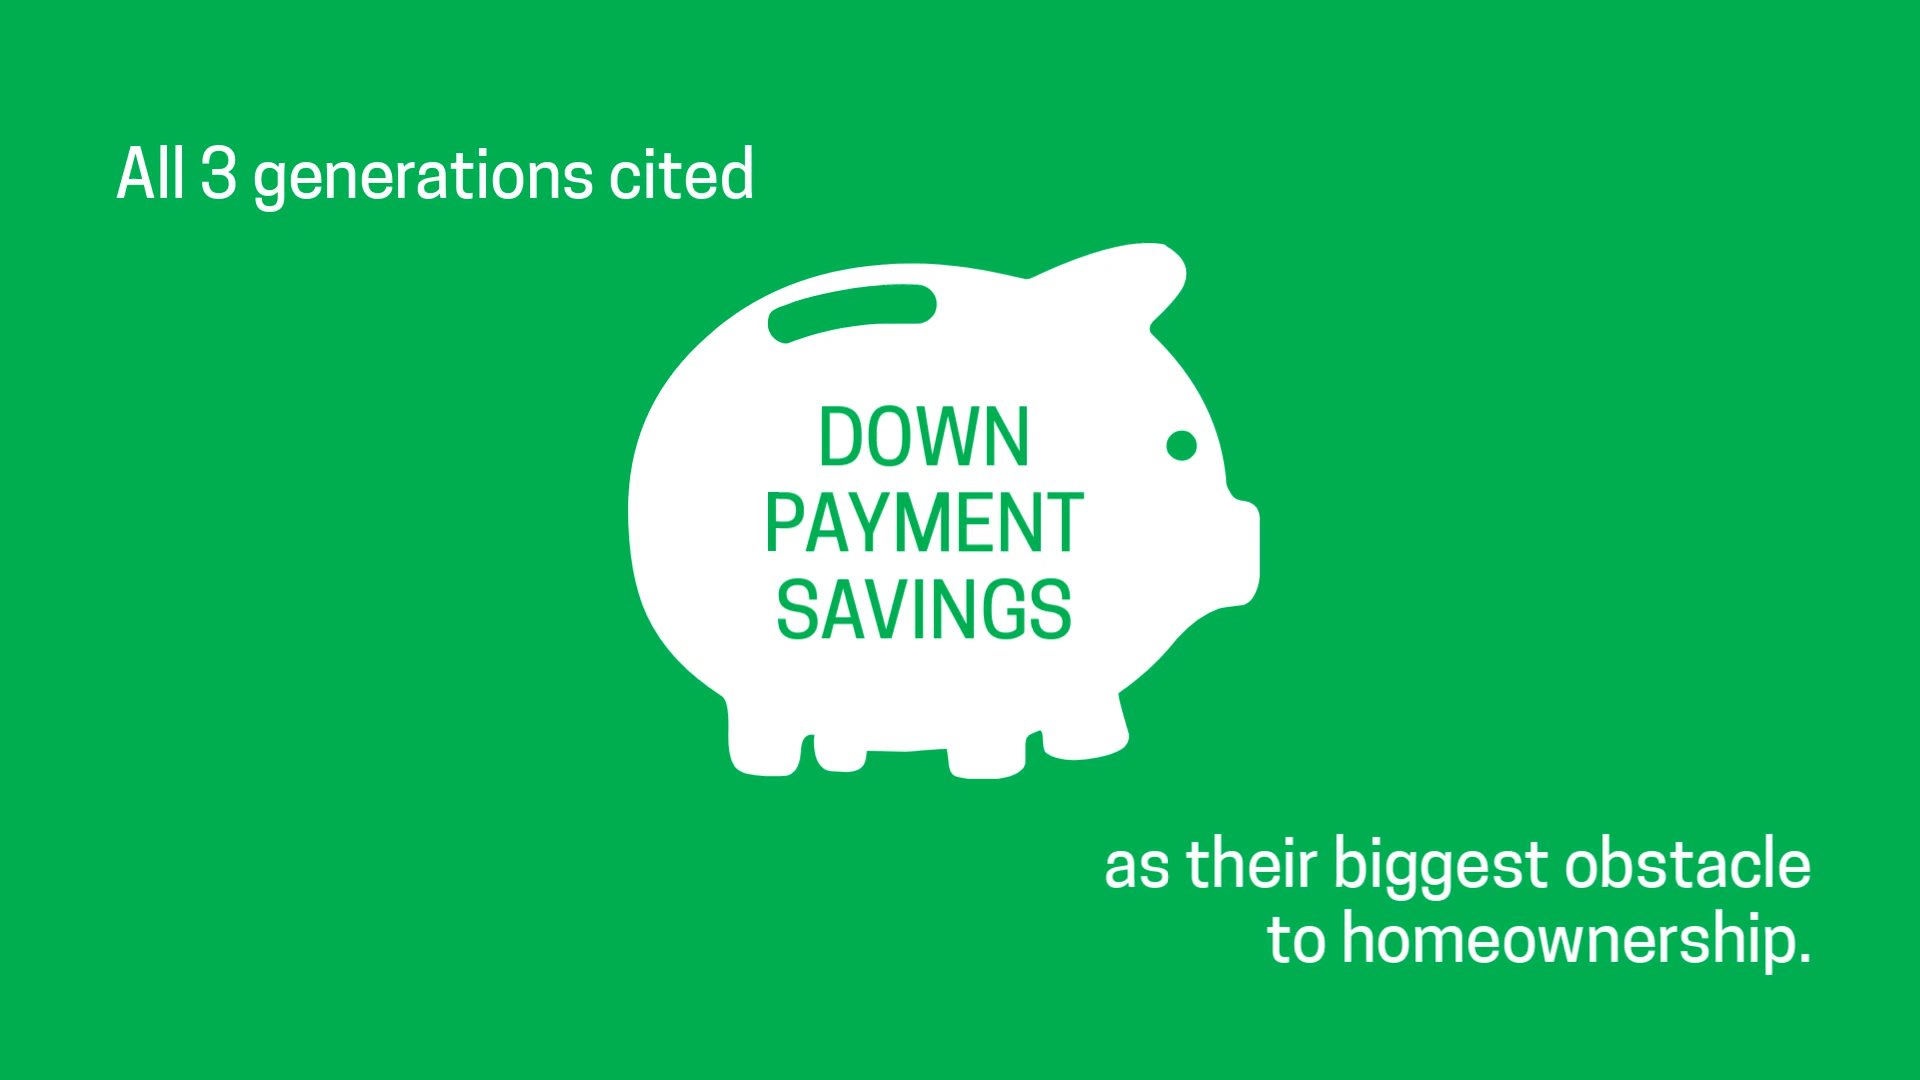 All 3 generations cited
DOWN
PAYMENT
SAVINGS
as their biggest obstacle
to homeownership.